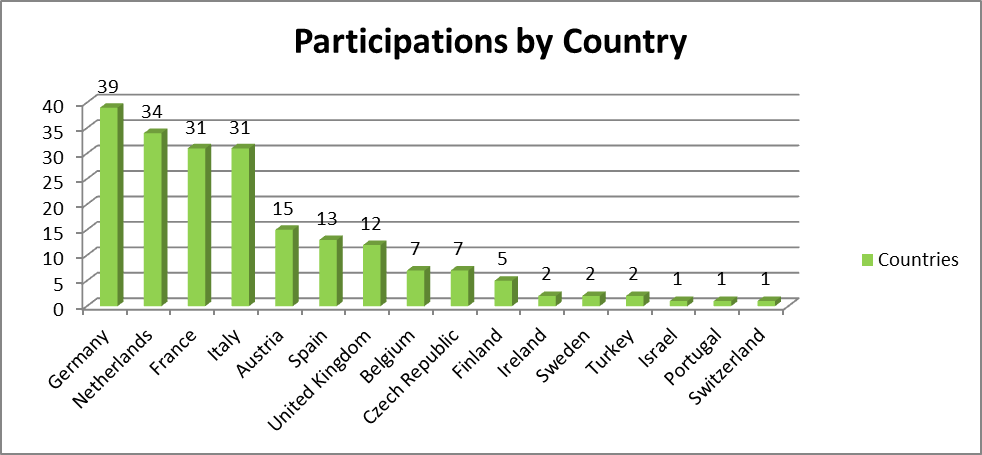 Participations by Country
39
34
31
31
15
13
12
7
7
5
2
2
2
1
1
1
40
35
30
25
20
15
10
5
0
Germany
Netherlands
France
Italy
Austria
Spain
United Kingdom
Belgium
Czech Republic
Finland
Ireland
Sweden
Turkey
Israel
Portugal
Switzerland
Countries